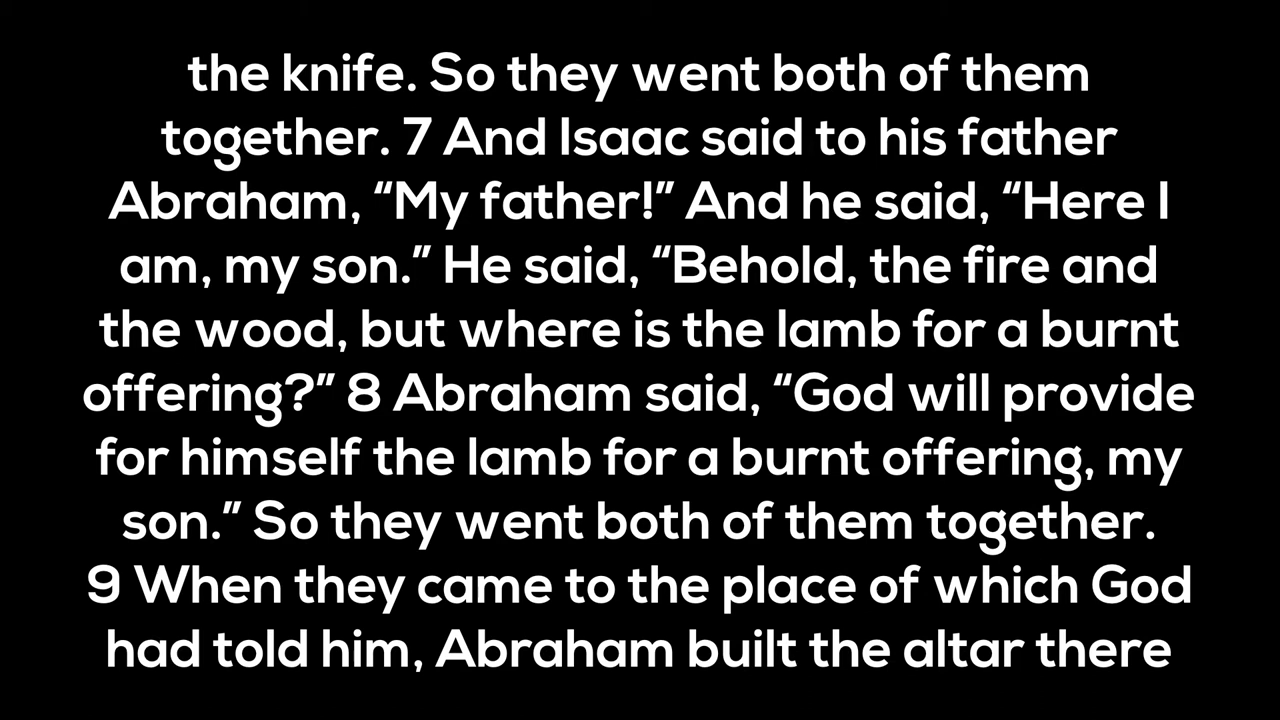 the knife. So they went both of them
together. 7 And Isaac said to his father
Abraham, “My father!” And he said, “Here I
am, my son.” He said, “Behold, the fire and
the wood, but where is the lamb for a burnt
offering?” 8 Abraham said, “God will provide
for himself the lamb for a burnt offering, my
son.” So they went both of them together.
9 When they came to the place of which God
had told him, Abraham built the altar there